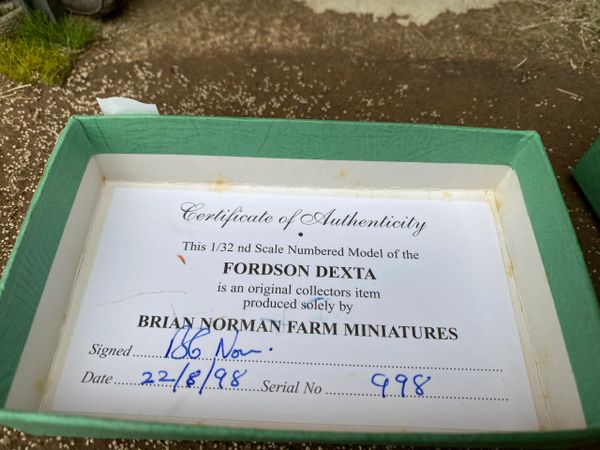 Certificate of Authenticity
This 1/32 nd Scale Numbered Model of the
FORDSON DEXTA
is an original collectors item
produced solely by
BRIAN NORMAN FARM MINIATURES
Signed
Date 22/8/98 Serial No 998